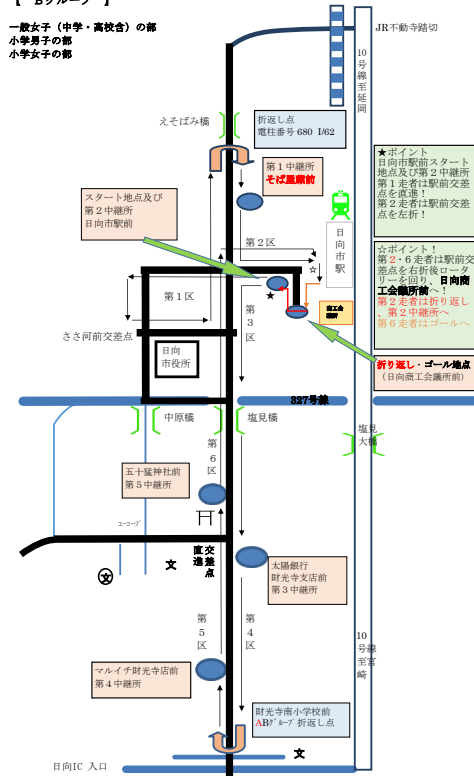 【　Bグループ　】
一般女子（中学・高校含）の部
小学男子の部
小学女子の部
JR不動寺踏切
10号線至延岡
えそばみ橋
折返し点
電柱番号 680 I/62
第１中継所
そば屋顰前
★ポイント
日向市駅前スタート
地点及び第２中継所
第１走者は駅前交差
点を直進！
第２走者は駅前交差
点を左折！
スタート地点及び
第２中継所
日向市駅前
日向市駅
第２区
☆
☆ポイント！
第２・６走者は駅前交
差点を右折後ロータ
リーを回り、日向商
工会議所前へ！
第２走者は折り返し
、第２中継所へ
第６走者はゴールへ
第１区
★
第３区
商工会
ささ河前交差点
日向
市役所
折り返し・ゴール地点
（日向商工会議所前）
327号線
中原橋
塩見橋
塩見
大橋
第６区
五十猛神社前
第５中継所
エーコープ
交差点
直進
文
文
太陽銀行
財光寺支店前
第３中継所
第５区
第４区
10号線至宮崎
マルイチ財光寺店前
第４中継所
財光寺南小学校前
ABグループ 折返し点
文
日向IC 入口